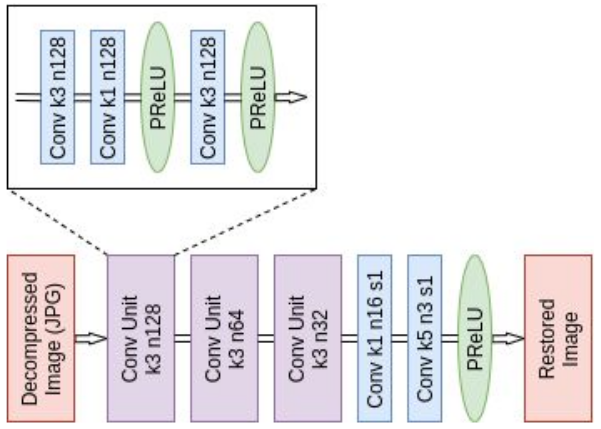 Conv k3 n128
Conv k1 n128
PReLU
Conv k3 n128
PReLU
Decompressed
Image (JPG)
Conv Unit
k3 n128
Conv Unit
k3 n64
Conv Unit
k3 n32
Conv k1 n16 s1
Conv k5 n3 s1
PReLU
Restored
Image